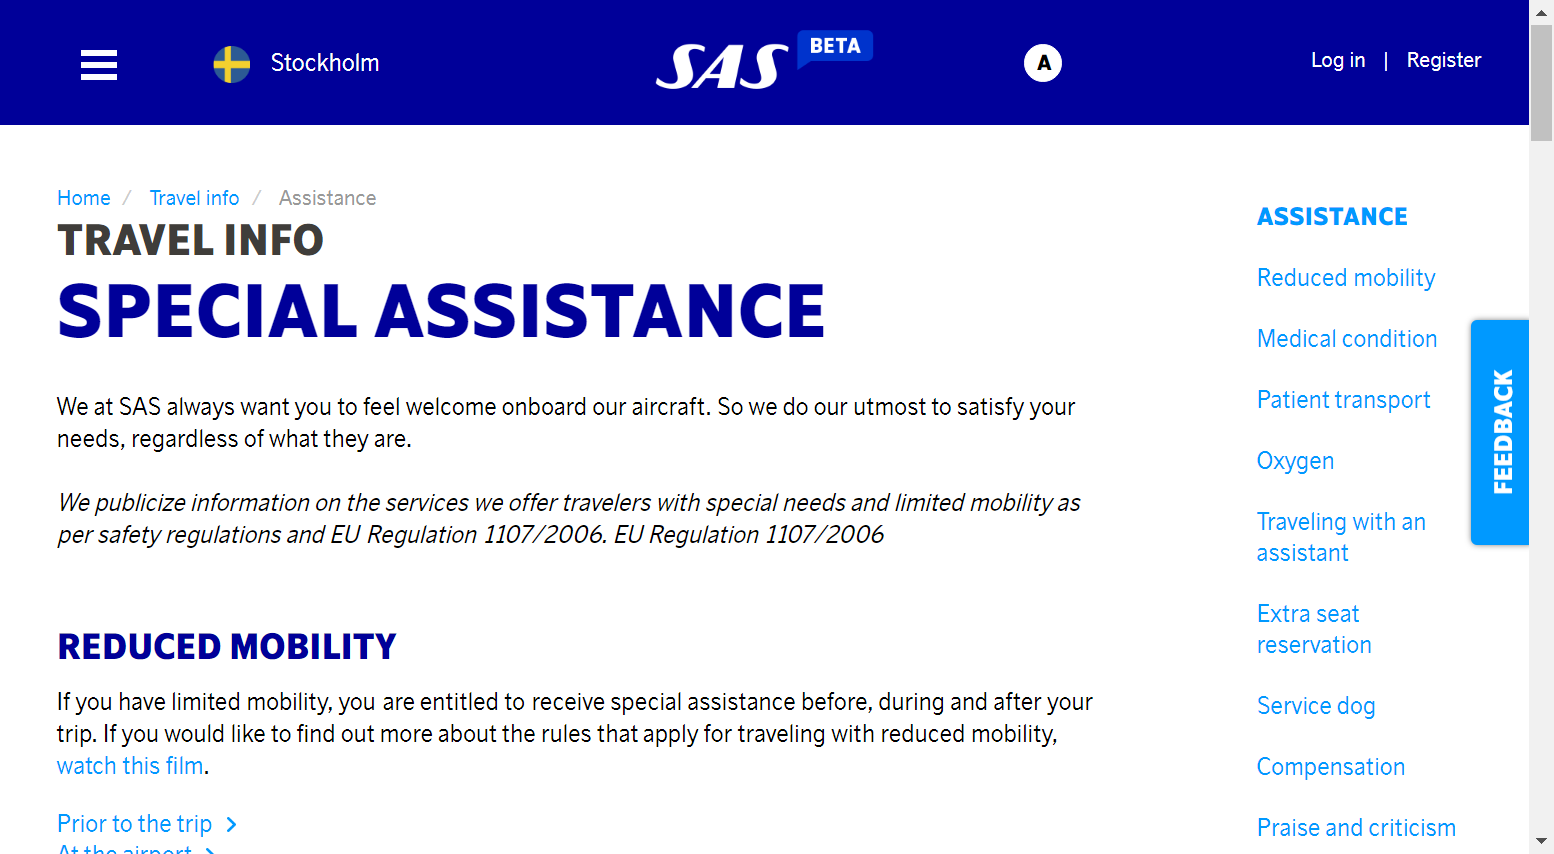 Stockholm
SAS
BETA
A
Log in | Register
Home / Travel info / Assistance
TRAVEL INFO
SPECIAL ASSISTANCE
We at SAS always want you to feel welcome onboard our aircraft. So we do our utmost to satisfy your
needs, regardless of what they are.
We publicize information on the services we offer travelers with special needs and limited mobility as
per safety regulations and EU Regulation 1107/2006. EU Regulation 1107/2006
REDUCED MOBILITY
If you have limited mobility, you are entitled to receive special assistance before, during and after your
trip. If you would like to find out more about the rules that apply for traveling with reduced mobility,
watch this film.
Prior to the trip
At the airport
ASSISTANCE
Reduced mobility
Medical condition
Patient transport
Oxygen
Traveling with an
assistant
Extra seat
reservation
Service dog
Compensation
Praise and criticism
FEEDBACK